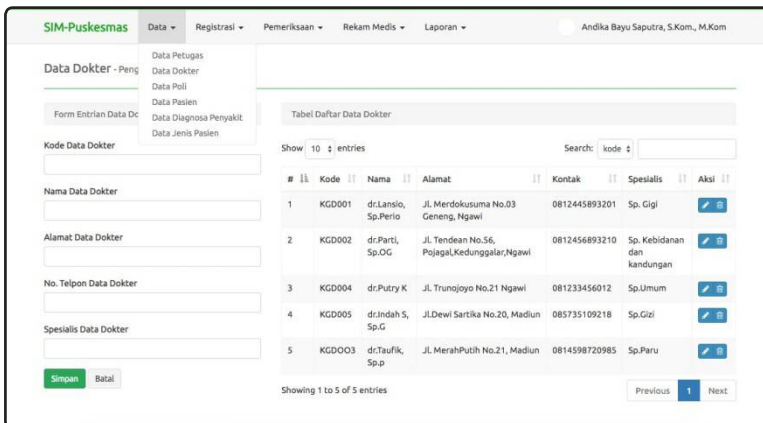 SIM-Puskesmas Data Registrasi Pemeriksaan Rekam Medis Laporan Andika Bayu Saputra, S.Kom., M.Kom
Data Petugas
Data Dokter
Data Poli
Data Pasien
Data Diagnosa Penyakit
Data Jenis Pasien
Data Dokter - Peng
Form Entrian Data Do
Kode Data Dokter
Nama Data Dokter
Alamat Data Dokter
No. Telpon Data Dokter
Spesialis Data Dokter
Simpan Batal
Tabel Daftar Data Dokter
Show 10 entries Search: kode
# Kode Nama Alamat Kontak Spesialis Aksi
1 KGD001 dr.Lansio, Jl. Merdokusuma No.03 0812445893201 Sp. Gigi
Sp.Perio Geneng, Ngawi
2 KGD002 dr.Parti, Jl. Tendean No.56, 0812456893210 Sp. Kebidanan
Sp.OG Pojagal,Kedunggalar,Ngawi dan
kandungan
3 KGD004 dr.Putry K Jl. Trunojoyo No.21 Ngawi 081233456012 Sp.Umum
4 KGD005 dr.Indah S, Jl.Dewi Sartika No.20, Madiun 085735109218 Sp.Gizi
Sp.G
5 KGDOO3 dr.Taufik, Jl. MerahPutih No.21, Madiun 0814598720985 Sp.Paru
Sp.p
Showing 1 to 5 of 5 entries Previous 1 Next